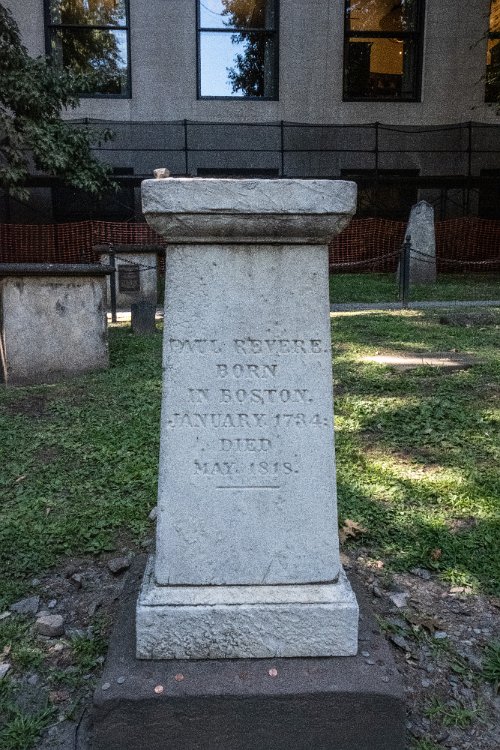 PAUL REVERE.
BORN
IN BOSTON.
JANUARY. 1734.
DIED
MAY. 1818.